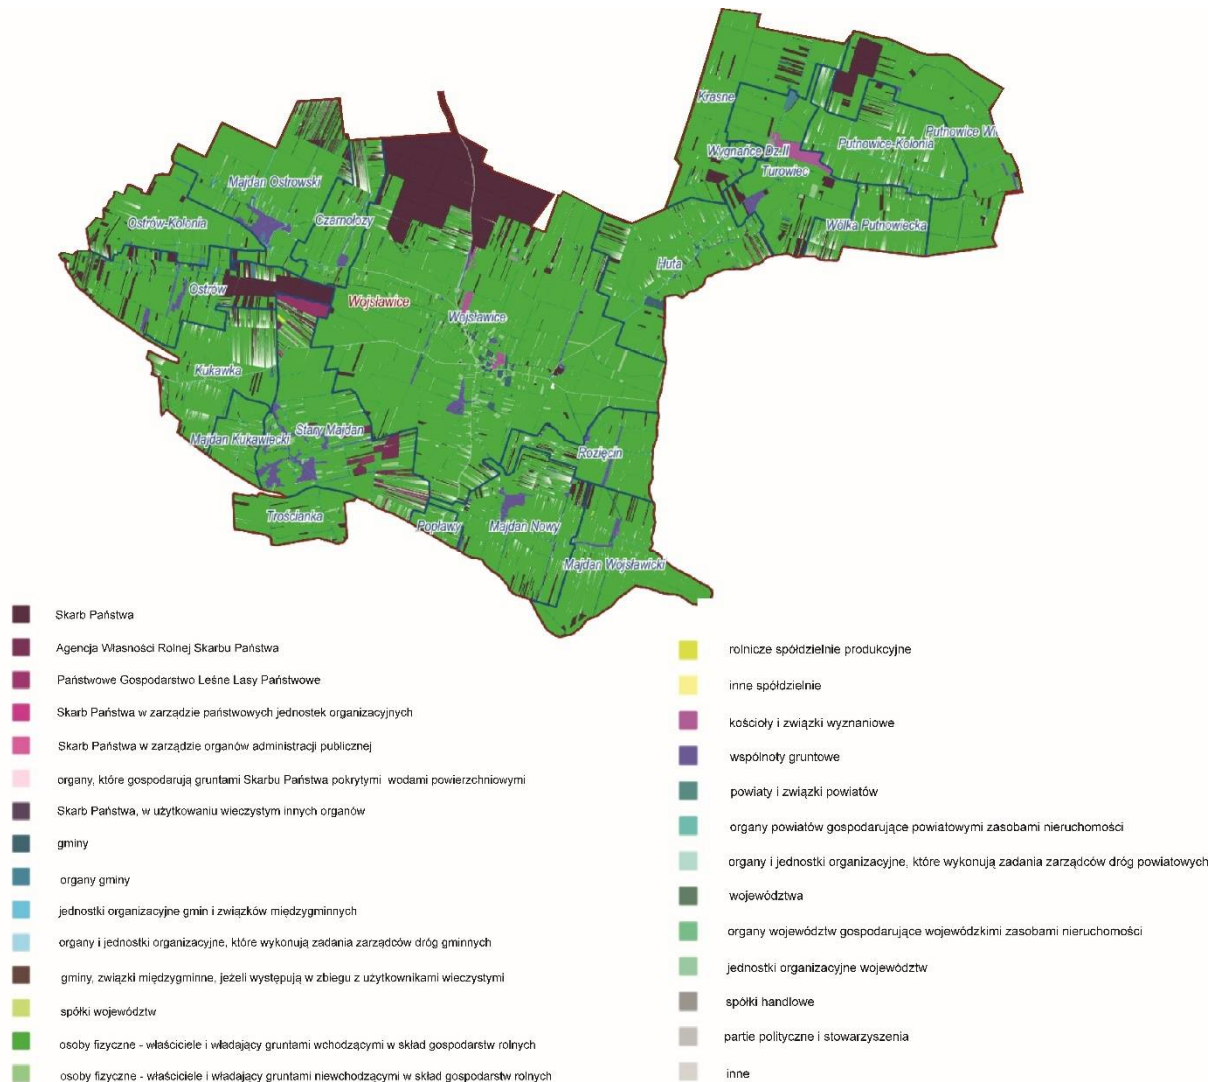 Krasne
Putnowice Wi
Wygnańce Dz.II
Putnowice-Kolonia
Turowiec
Majdan Ostrowski
Ostrów-Kolonia
Czarnołozy
Wólka Putnowiecka
Huta
Ostrów
Wojsławice
Wojsławice
Kukawka
Stary Majdan
Majdan Kukawiecki
Rozięcin
Trościanka
Popławy
Majdan Nowy
Majdan Wojsławicki
Skarb Państwa
Agencja Własności Rolnej Skarbu Państwa
Państwowe Gospodarstwo Leśne Lasy Państwowe
Skarb Państwa w zarządzie państwowych jednostek organizacyjnych
Skarb Państwa w zarządzie organów administracji publicznej
organy, które gospodarują gruntami Skarbu Państwa pokrytymi wodami powierzchniowymi
Skarb Państwa, w użytkowaniu wieczystym innych organów
gminy
organy gminy
jednostki organizacyjne gmin i związków międzygminnych
organy i jednostki organizacyjne, które wykonują zadania zarządców dróg gminnych
gminy, związki międzygminne, jeżeli występują w zbiegu z użytkownikami wieczystymi
spółki województw
osoby fizyczne - właściciele i władający gruntami wchodzącymi w skład gospodarstw rolnych
osoby fizyczne - właściciele i władający gruntami niewchodzącymi w skład gospodarstw rolnych
rolnicze spółdzielnie produkcyjne
inne spółdzielnie
kościoły i związki wyznaniowe
wspólnoty gruntowe
powiaty i związki powiatów
organy powiatów gospodarujące powiatowymi zasobami nieruchomości
organy i jednostki organizacyjne, które wykonują zadania zarządców dróg powiatowych
województwa
organy województw gospodarujące wojewódzkimi zasobami nieruchomości
jednostki organizacyjne województw
spółki handlowe
partie polityczne i stowarzyszenia
inne